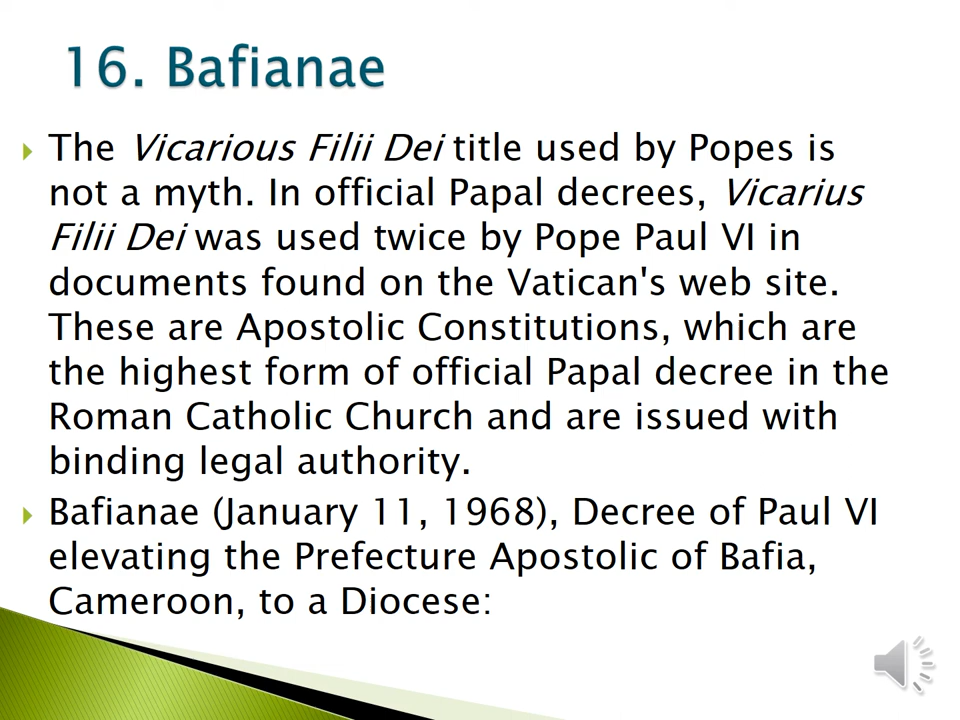 16. Bafianae
The Vicarious Filii Dei title used by Popes is
not a myth. In official Papal decrees, Vicarius
Filii Dei was used twice by Pope Paul VI in
documents found on the Vatican's web site.
These are Apostolic Constitutions, which are
the highest form of official Papal decree in the
Roman Catholic Church and are issued with
binding legal authority.
Bafianae (January 11, 1968), Decree of Paul VI
elevating the Prefecture Apostolic of Bafia,
Cameroon, to a Diocese: